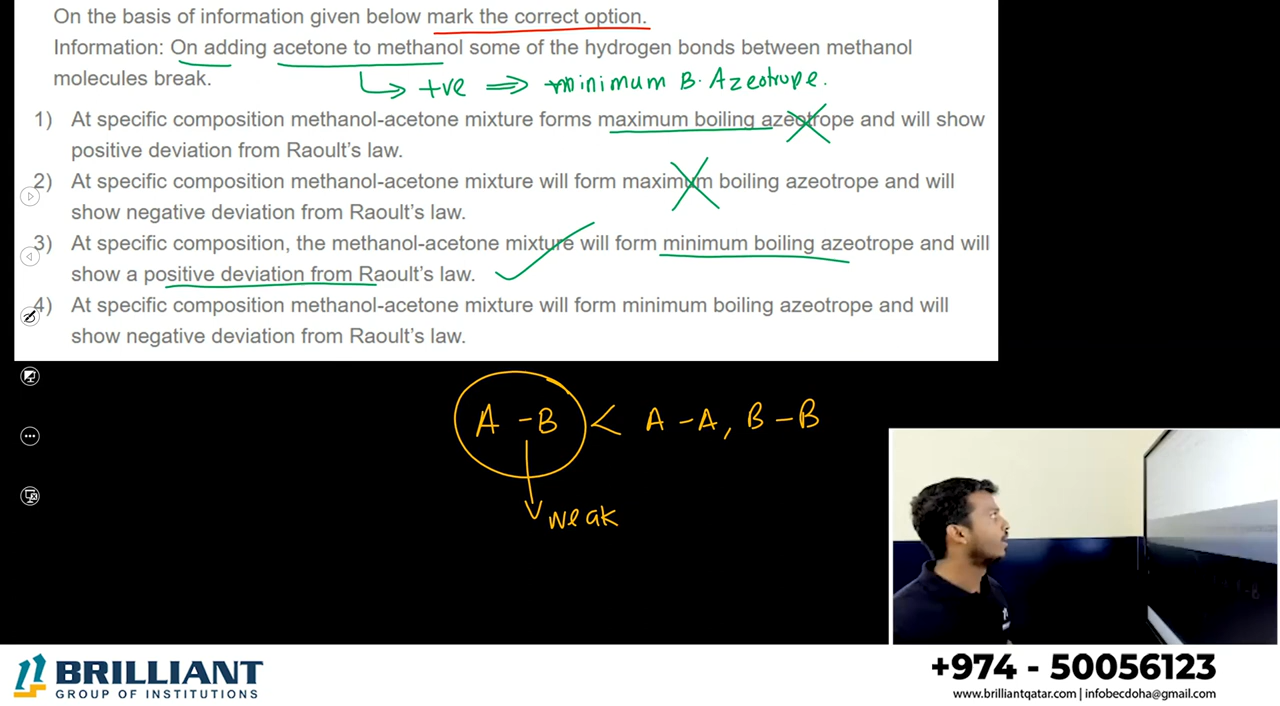 On the basis of information given below mark the correct option.
Information: On adding acetone to methanol some of the hydrogen bonds between methanol
molecules break.
+ve ⇒ minimum B. Azeotrope.
1) At specific composition methanol-acetone mixture forms maximum boiling azeotrope and will show
positive deviation from Raoult's law.
2) At specific composition methanol-acetone mixture will form maximum boiling azeotrope and will
show negative deviation from Raoult's law.
3) At specific composition, the methanol-acetone mixture will form minimum boiling azeotrope and will
show a positive deviation from Raoult's law.
4) At specific composition methanol-acetone mixture will form minimum boiling azeotrope and will
show negative deviation from Raoult's law.
A - B < A - A, B - B
weak
BRILLIANT
GROUP OF INSTITUTIONS
+974 - 50056123
www.brilliantqatar.com | infobecdoha@gmail.com